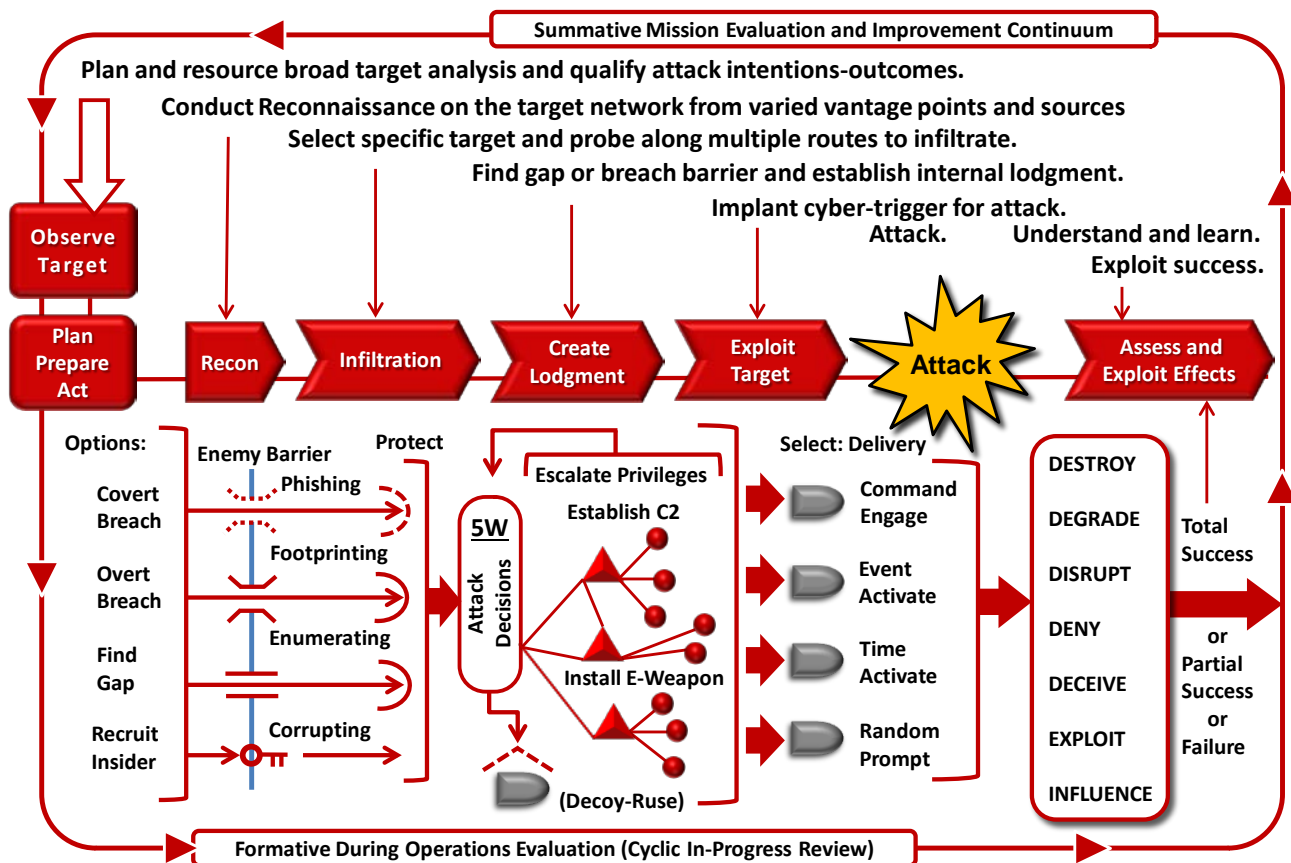 Summative Mission Evaluation and Improvement Continuum
Plan and resource broad target analysis and qualify attack intentions-outcomes.
Conduct Reconnaissance on the target network from varied vantage points and sources
Select specific target and probe along multiple routes to infiltrate.
Find gap or breach barrier and establish internal lodgment.
Implant cyber-trigger for attack.
Attack.
Understand and learn.
Exploit success.
Observe
Target
Plan
Prepare
Act
Recon
Infiltration
Create
Lodgment
Exploit
Target
Attack
Assess and
Exploit Effects
Options:
Covert
Breach
Overt
Breach
Find
Gap
Recruit
Insider
Enemy Barrier
Phishing
Footprinting
Enumerating
Corrupting
Protect
5W
Attack
Decisions
Escalate Privileges
Establish C2
Install E-Weapon
(Decoy-Ruse)
Select: Delivery
Command
Engage
Event
Activate
Time
Activate
Random
Prompt
DESTROY
DEGRADE
DISRUPT
DENY
DECEIVE
EXPLOIT
INFLUENCE
Total
Success
or
Partial
Success
or
Failure
Formative During Operations Evaluation (Cyclic In-Progress Review)